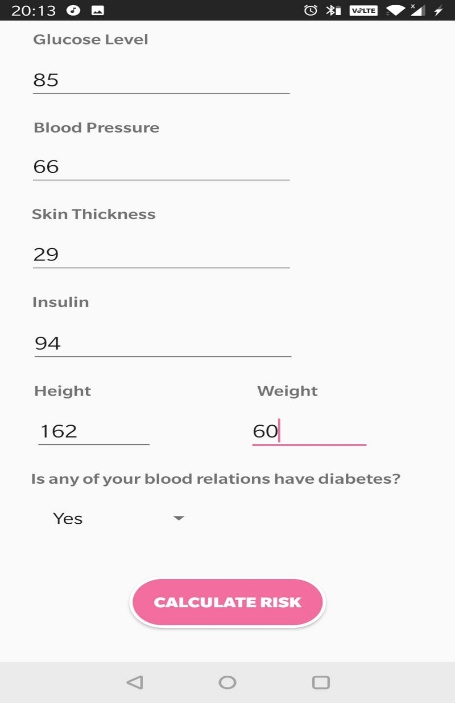 20:13 VoLTE
Glucose Level
85
Blood Pressure
66
Skin Thickness
29
Insulin
94
Height Weight
162 60
Is any of your blood relations have diabetes?
Yes
CALCULATE RISK